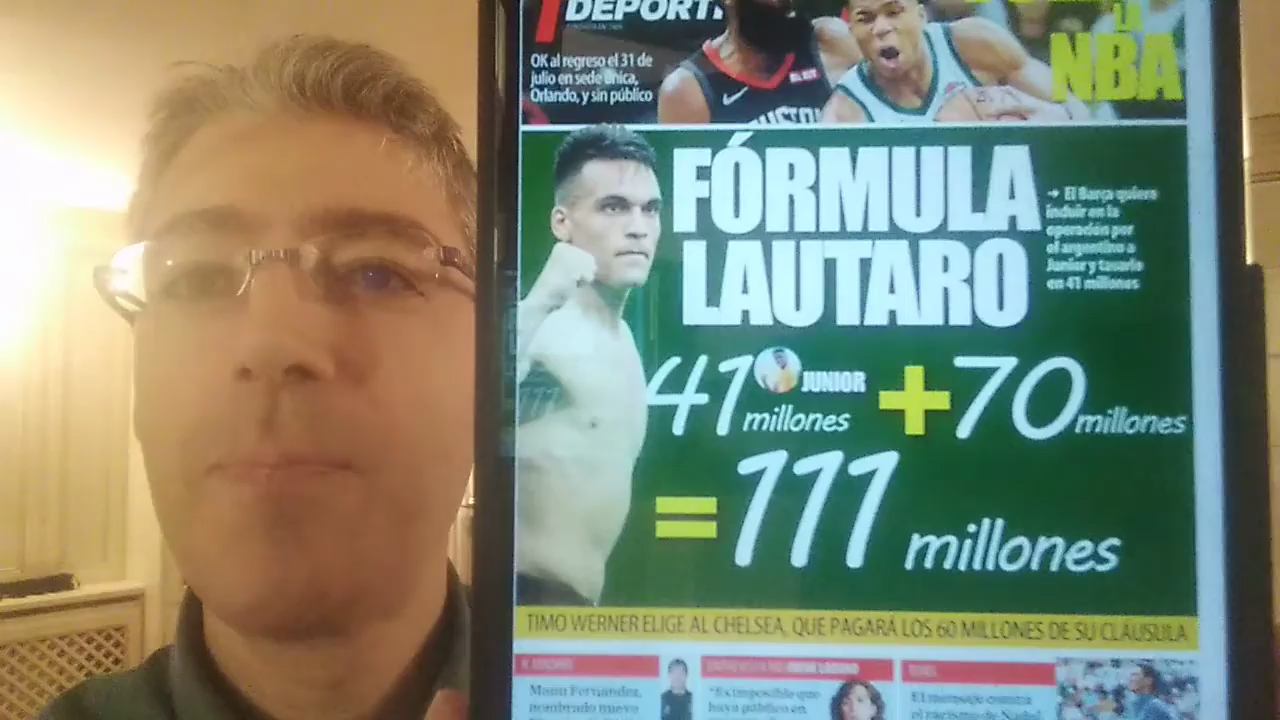 DEPORT
OK al regreso el 31 de
julio en sede única,
Orlando, y sin público
LA
NBA
FÓRMULA
LAUTARO
→ El Barça quiere
incluir en la
operación por
el argentino a
Junior y tasarlo
en 41 millones
41 JUNIOR millones + 70 millones
= 111 millones
TIMO WERNER ELIGE AL CHELSEA, QUE PAGARÁ LOS 60 MILLONES DE SU CLÁUSULA
Manu Fernández,
nombrado nuevo
"Es imposible que
haya público en
El mensaje contra
el racismo de Nadal